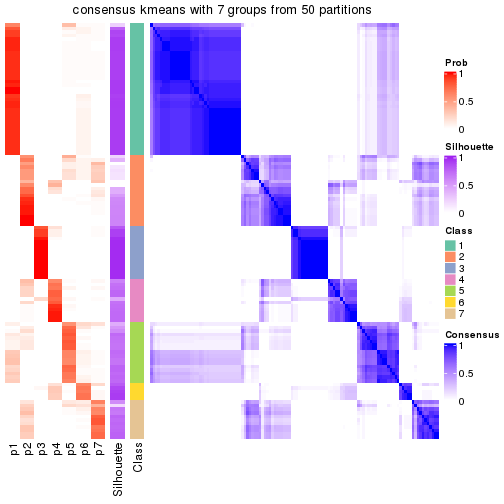 consensus kmeans with 7 groups from 50 partitions
Prob
1
0.5
0
Silhouette
1
0.5
0
Class
1
2
3
4
5
6
7
Consensus
1
0.5
0
p1
p2
p3
p4
p5
p6
p7
Silhouette
Class